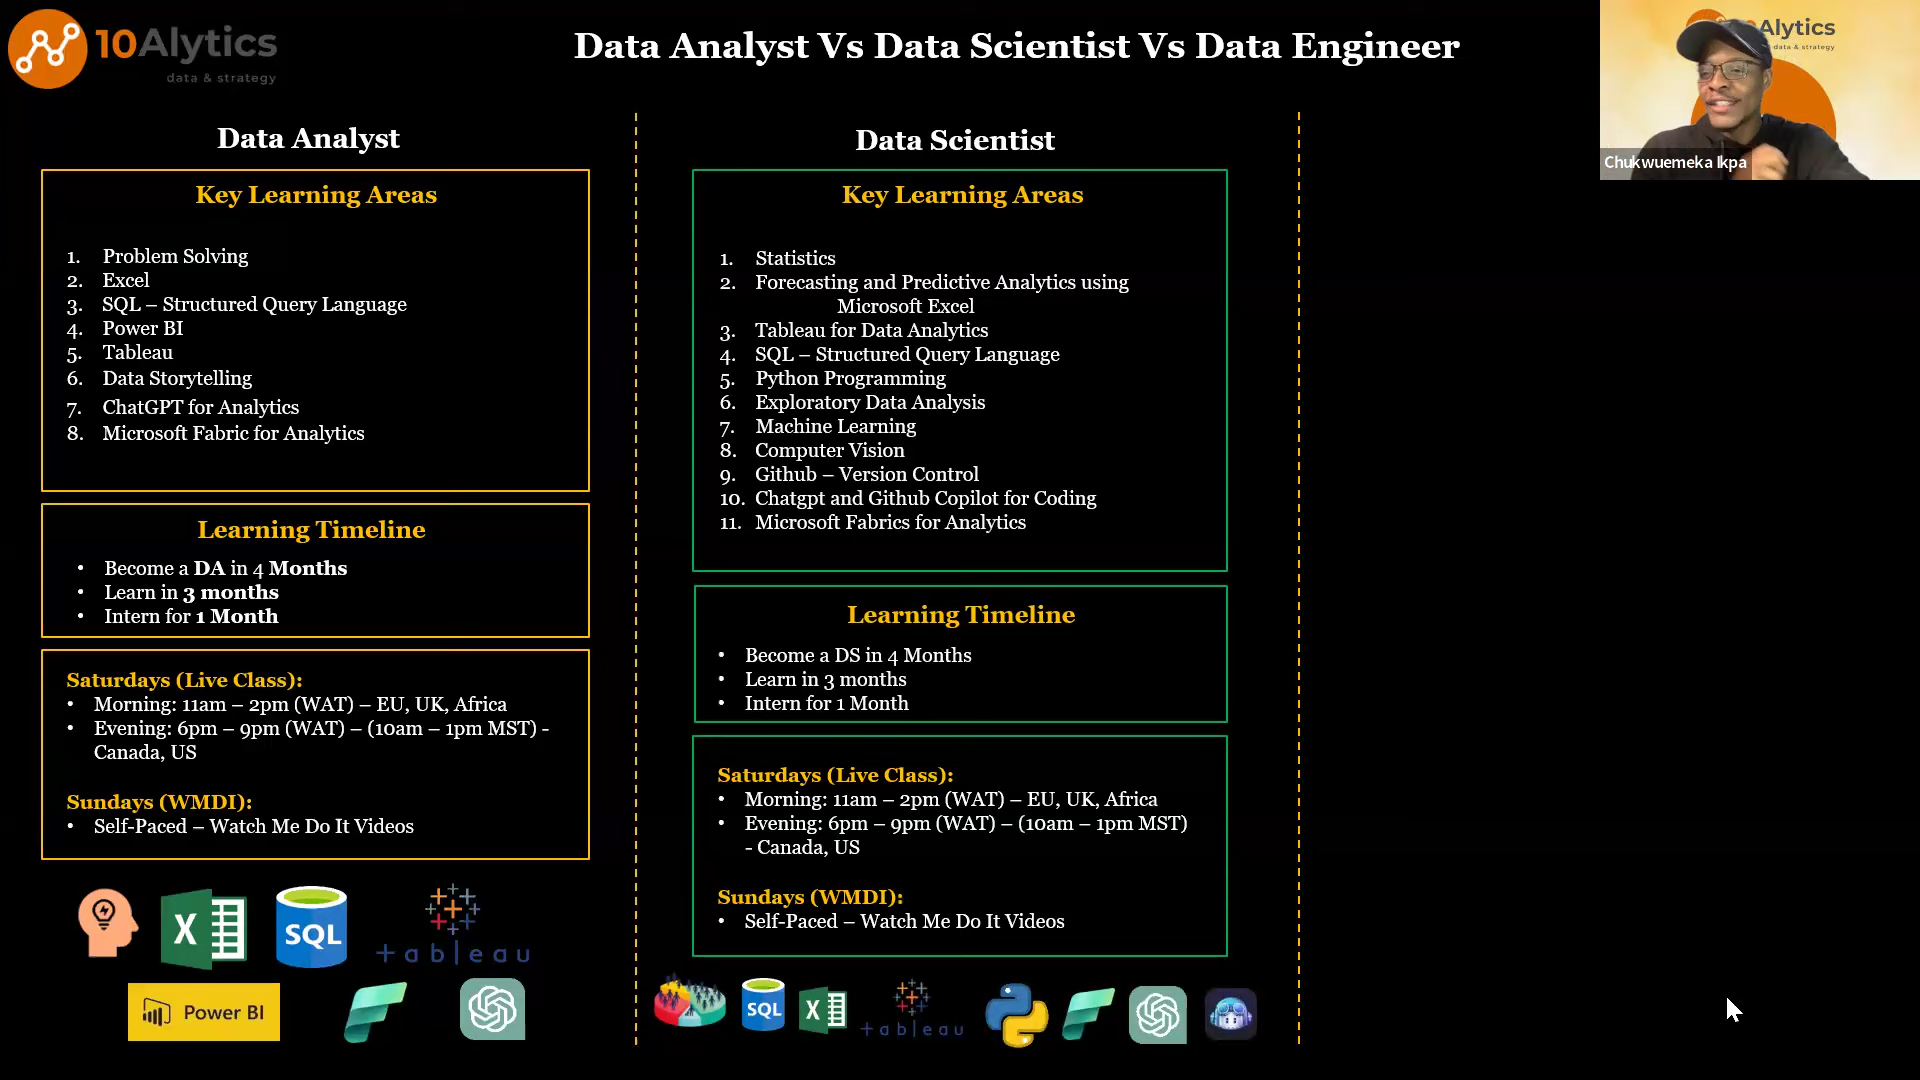 10Alytics
data & strategy
Data Analyst Vs Data Scientist Vs Data Engineer
Alytics
data & strategy
Chukwuemeka Ikpa
Data Analyst
Key Learning Areas
1. Problem Solving
2. Excel
3. SQL – Structured Query Language
4. Power BI
5. Tableau
6. Data Storytelling
7. ChatGPT for Analytics
8. Microsoft Fabric for Analytics
Learning Timeline
• Become a DA in 4 Months
• Learn in 3 months
• Intern for 1 Month
Saturdays (Live Class):
• Morning: 11am – 2pm (WAT) – EU, UK, Africa
• Evening: 6pm – 9pm (WAT) – (10am – 1pm MST) -
Canada, US
Sundays (WMDI):
• Self-Paced – Watch Me Do It Videos
X
SQL
+ableau
Power BI
Data Scientist
Key Learning Areas
1. Statistics
2. Forecasting and Predictive Analytics using
Microsoft Excel
3. Tableau for Data Analytics
4. SQL – Structured Query Language
5. Python Programming
6. Exploratory Data Analysis
7. Machine Learning
8. Computer Vision
9. Github – Version Control
10. Chatgpt and Github Copilot for Coding
11. Microsoft Fabrics for Analytics
Learning Timeline
• Become a DS in 4 Months
• Learn in 3 months
• Intern for 1 Month
Saturdays (Live Class):
• Morning: 11am – 2pm (WAT) – EU, UK, Africa
• Evening: 6pm – 9pm (WAT) – (10am – 1pm MST)
- Canada, US
Sundays (WMDI):
• Self-Paced – Watch Me Do It Videos
SQL
X
+ableau